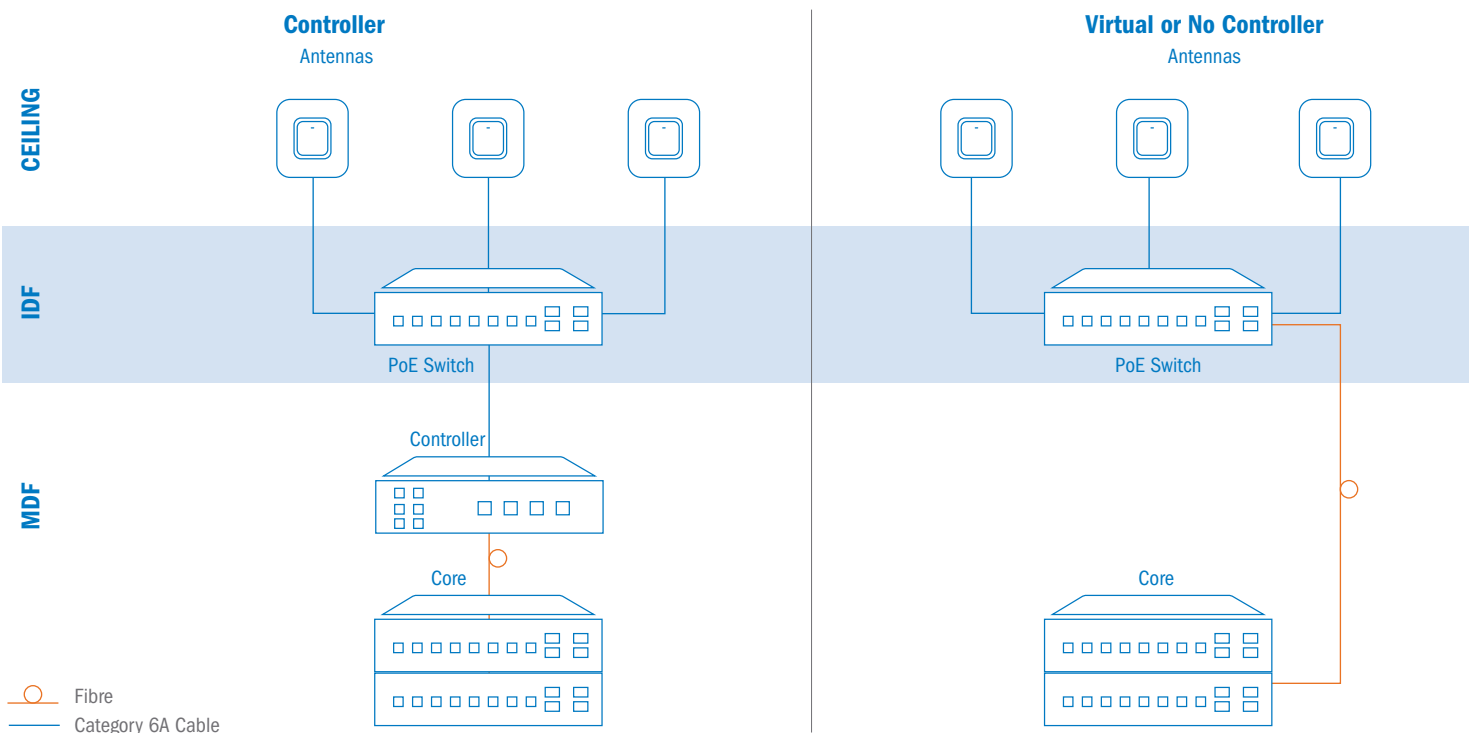 Controller
Antennas
Virtual or No Controller
Antennas
CEILING
IDF
PoE Switch
PoE Switch
MDF
Controller
Core
Core
Fibre
Category 6A Cable